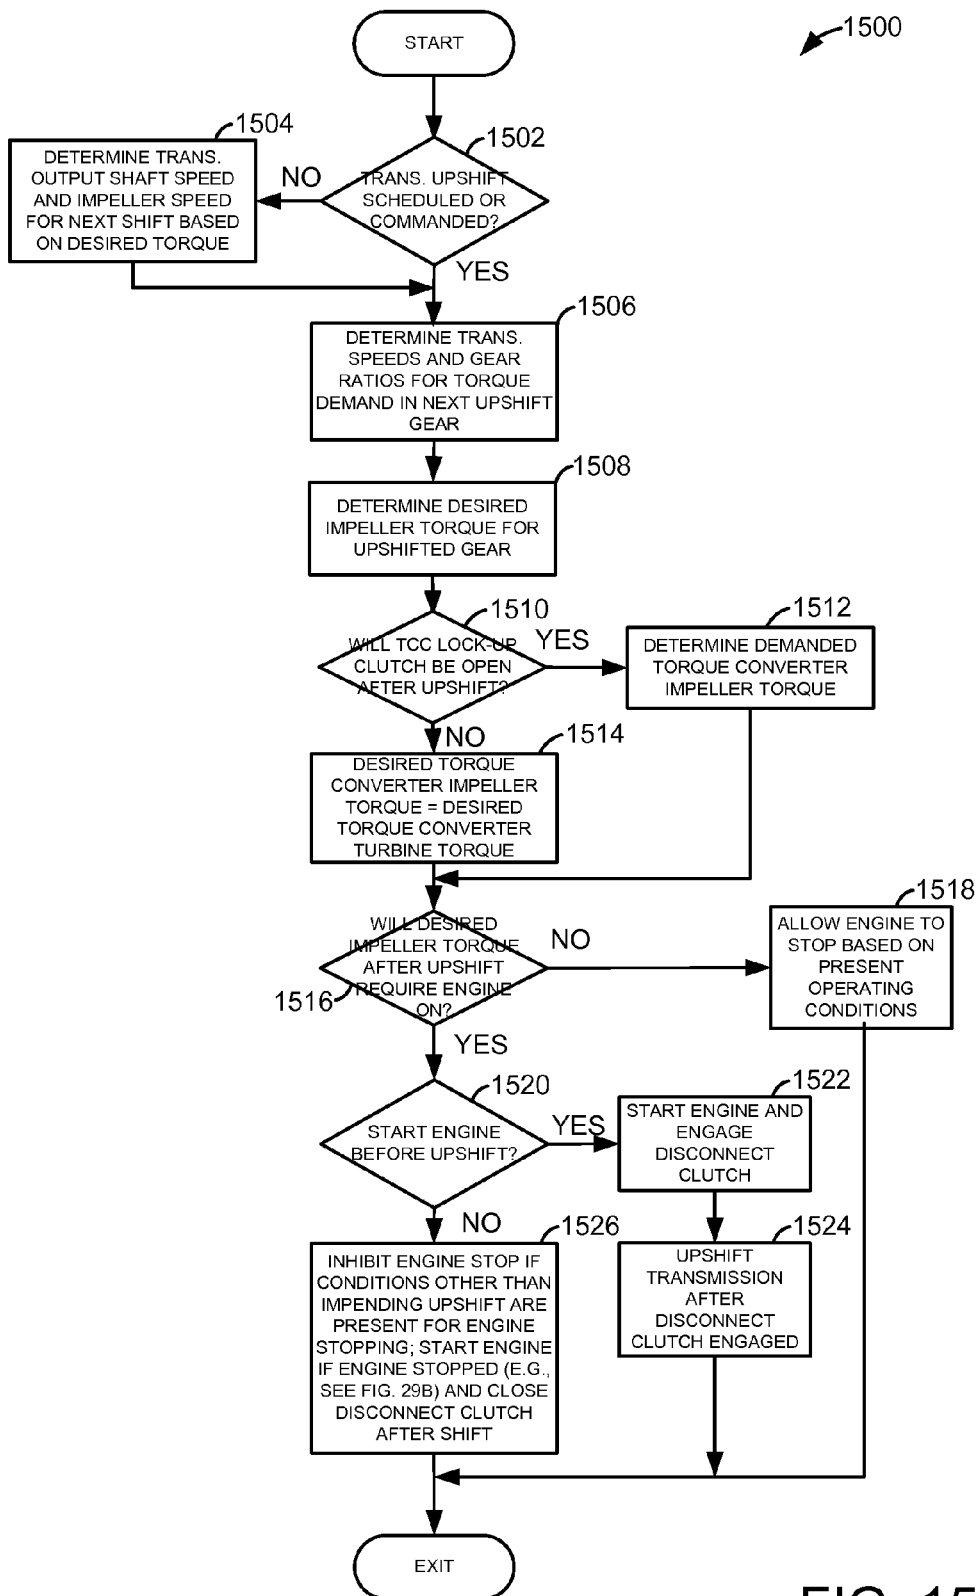 START
1500
1504
1502
DETERMINE TRANS.
OUTPUT SHAFT SPEED
AND IMPELLER SPEED
FOR NEXT SHIFT BASED
ON DESIRED TORQUE
NO
TRANS. UPSHIFT
SCHEDULED OR
COMMANDED?
YES
1506
DETERMINE TRANS.
SPEEDS AND GEAR
RATIOS FOR TORQUE
DEMAND IN NEXT UPSHIFT
GEAR
1508
DETERMINE DESIRED
IMPELLER TORQUE FOR
UPSHIFTED GEAR
1510
WILL TCC LOCK-UP
CLUTCH BE OPEN
AFTER UPSHIFT?
YES
1512
DETERMINE DEMANDED
TORQUE CONVERTER
IMPELLER TORQUE
NO
1514
DESIRED TORQUE
CONVERTER IMPELLER
TORQUE = DESIRED
TORQUE CONVERTER
TURBINE TORQUE
1516
WILL DESIRED
IMPELLER TORQUE
AFTER UPSHIFT
REQUIRE ENGINE
ON?
NO
1518
ALLOW ENGINE TO
STOP BASED ON
PRESENT
OPERATING
CONDITIONS
YES
1520
START ENGINE
BEFORE UPSHIFT?
YES
1522
START ENGINE AND
ENGAGE
DISCONNECT
CLUTCH
NO
1526
INHIBIT ENGINE STOP IF
CONDITIONS OTHER THAN
IMPENDING UPSHIFT ARE
PRESENT FOR ENGINE
STOPPING; START ENGINE
IF ENGINE STOPPED (E.G.,
SEE FIG. 29B) AND CLOSE
DISCONNECT CLUTCH
AFTER SHIFT
1524
UPSHIFT
TRANSMISSION
AFTER
DISCONNECT
CLUTCH ENGAGED
EXIT
FIG. 15